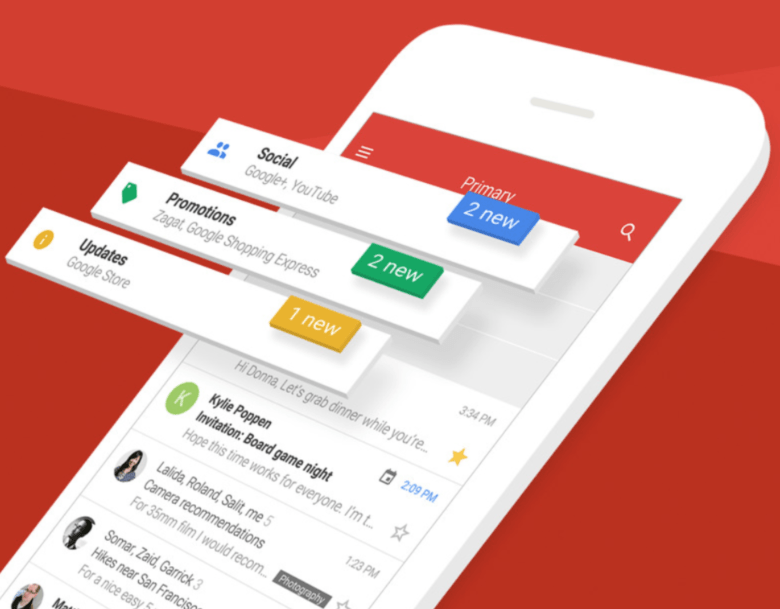 Social
Google+, YouTube
2 new
Primary
Promotions
Zagat, Google Shopping Express
2 new
Updates
Google Store
1 new
Hi Donna, Let's grab dinner while you're...
3:34 PM
K
Kylie Poppen
Invitation: Board game night
Hope this time works for everyone. I'm t...
2:09 PM
Lalida, Roland, Salit, me 5
Camera recommendations
For 35mm film I would recom...
Photography
1:23 PM
Somar, Zaid, Garrick 3
Hikes near San Francisco
For a nice easy